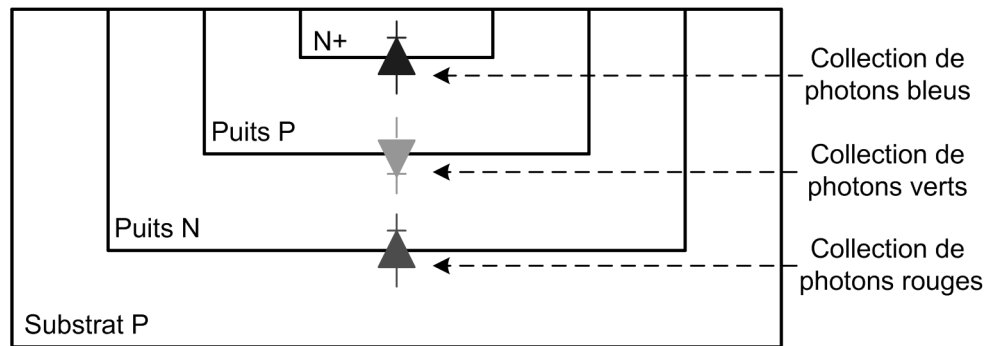 N+
Collection de
photons bleus
Puits P
Collection de
photons verts
Puits N
Collection de
photons rouges
Substrat P